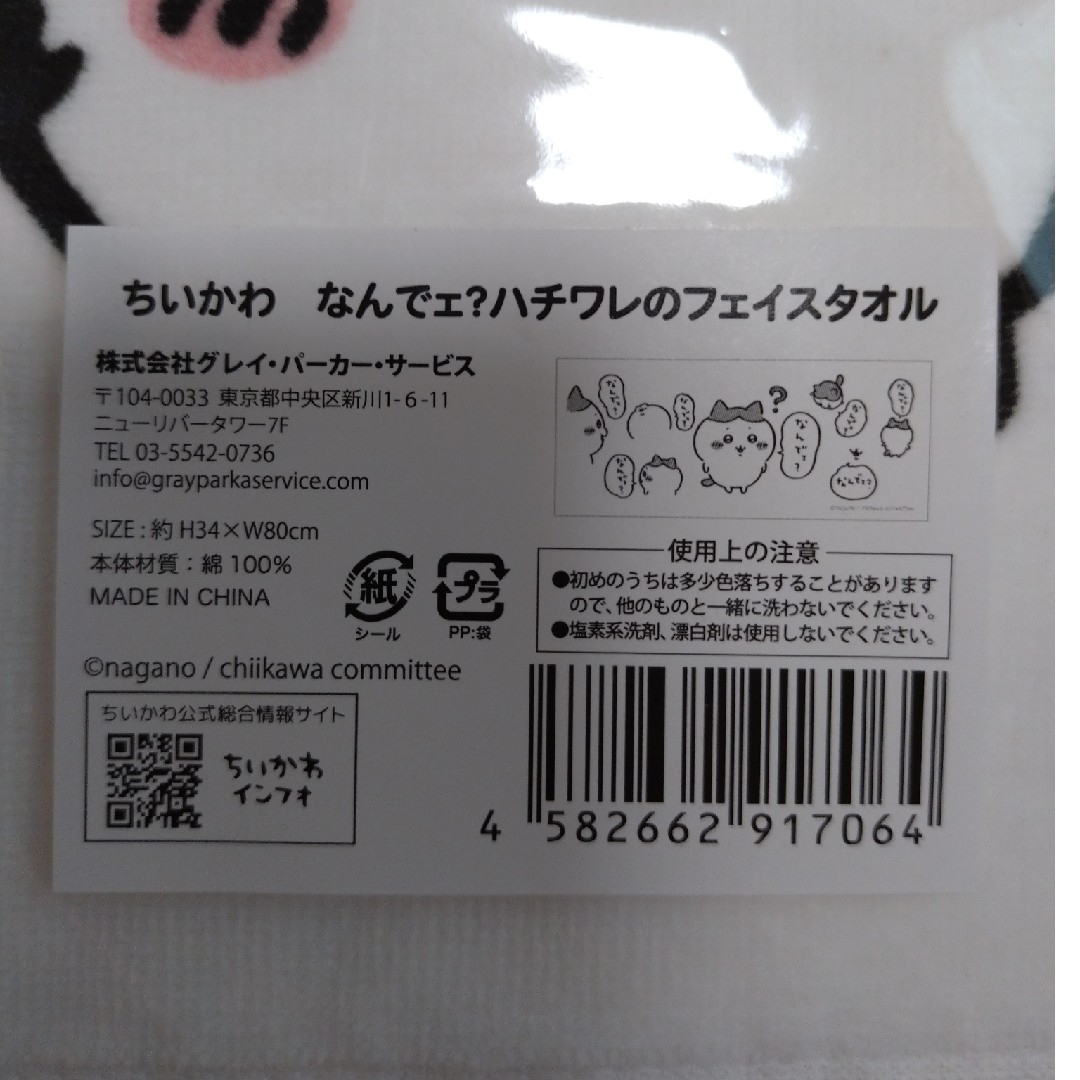 ちいかわ なんでェ?ハチワレのフェイスタオル
株式会社グレイ・パーカー・サービス
〒104-0033 東京都中央区新川1-6-11
ニューリバータワー7F
TEL 03-5542-0736
info@grayparkaservice.com
SIZE:約 H34×W80cm
本体材質:綿 100%
MADE IN CHINA
紙
シール
プラ
PP:袋
©nagano / chiikawa committee
ちいかわ公式総合情報サイト
ちいかわ
インフォ
?
使用上の注意
●初めのうちは多少色落ちすることがあります
ので、他のものと一緒に洗わないでください。
●塩素系洗剤、漂白剤は使用しないでください。
4 582662 917064